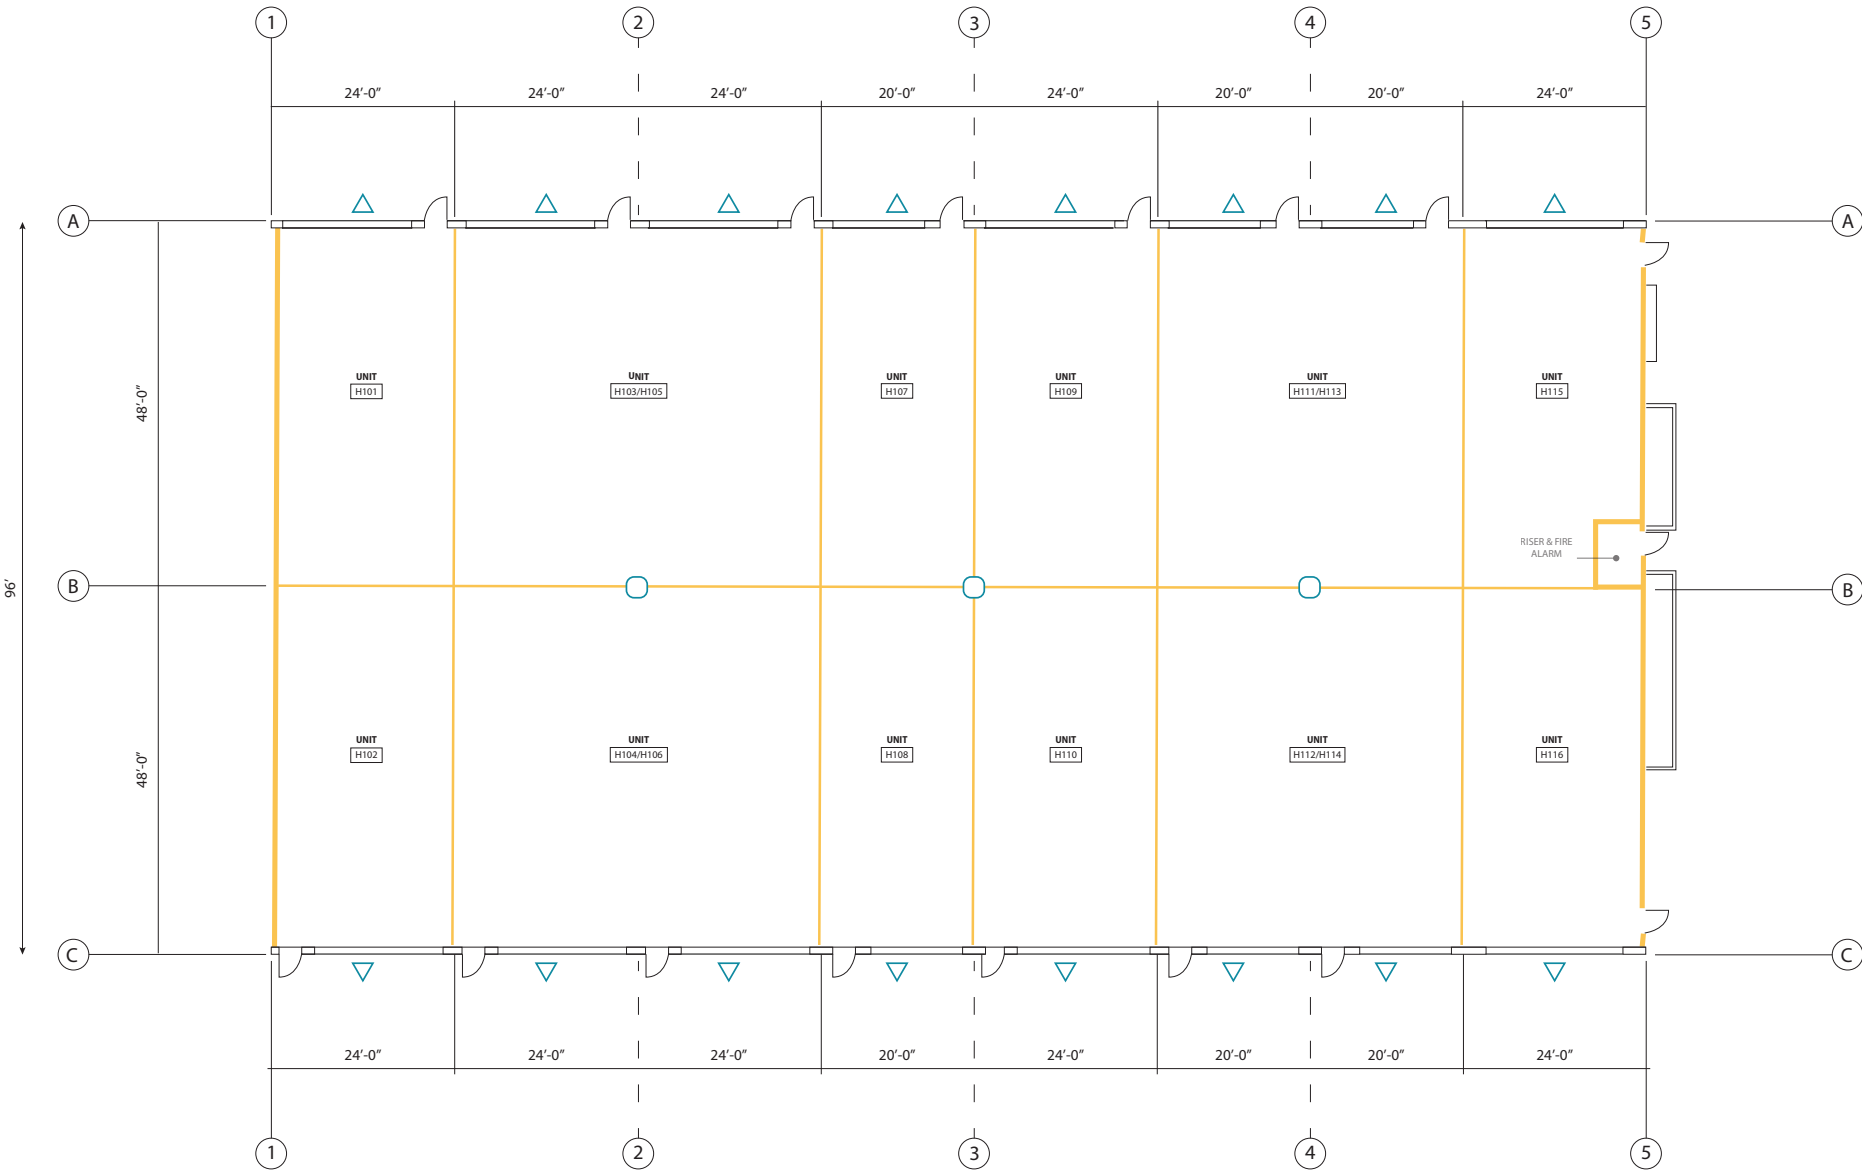 1 2 3 4 5
24'-0" 24'-0" 24'-0" 20'-0" 24'-0" 20'-0" 20'-0" 24'-0"
A A
UNIT UNIT UNIT UNIT UNIT UNIT
H101 H103/H105 H107 H109 H111/H113 H115
48'-0"
RISER & FIRE
ALARM
96'
B B
UNIT UNIT UNIT UNIT UNIT UNIT
H102 H104/H106 H108 H110 H112/H114 H116
48'-0"
C C
24'-0" 24'-0" 24'-0" 20'-0" 24'-0" 20'-0" 20'-0" 24'-0"
1 2 3 4 5